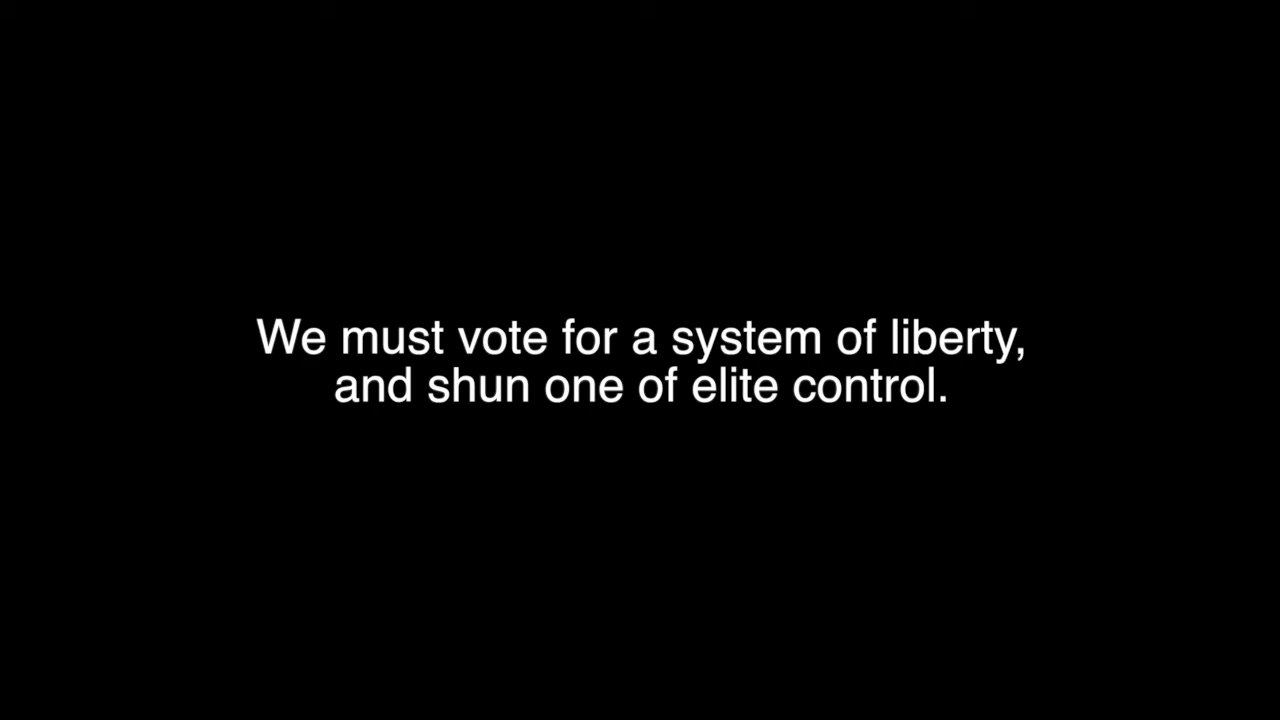 We must vote for a system of liberty,
and shun one of elite control.